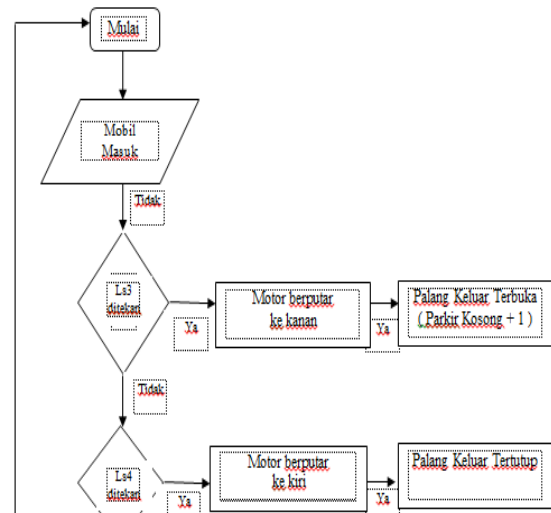 Mulai
Mobil
Masuk
Tidak
Ls3
ditekan
Ya
Motor berputar
ke kanan
Ya
Palang Keluar Terbuka
( Parkir Kosong + 1 )
Tidak
Ls4
ditekan
Ya
Motor berputar
ke kiri
Ya
Palang Keluar Tertutup